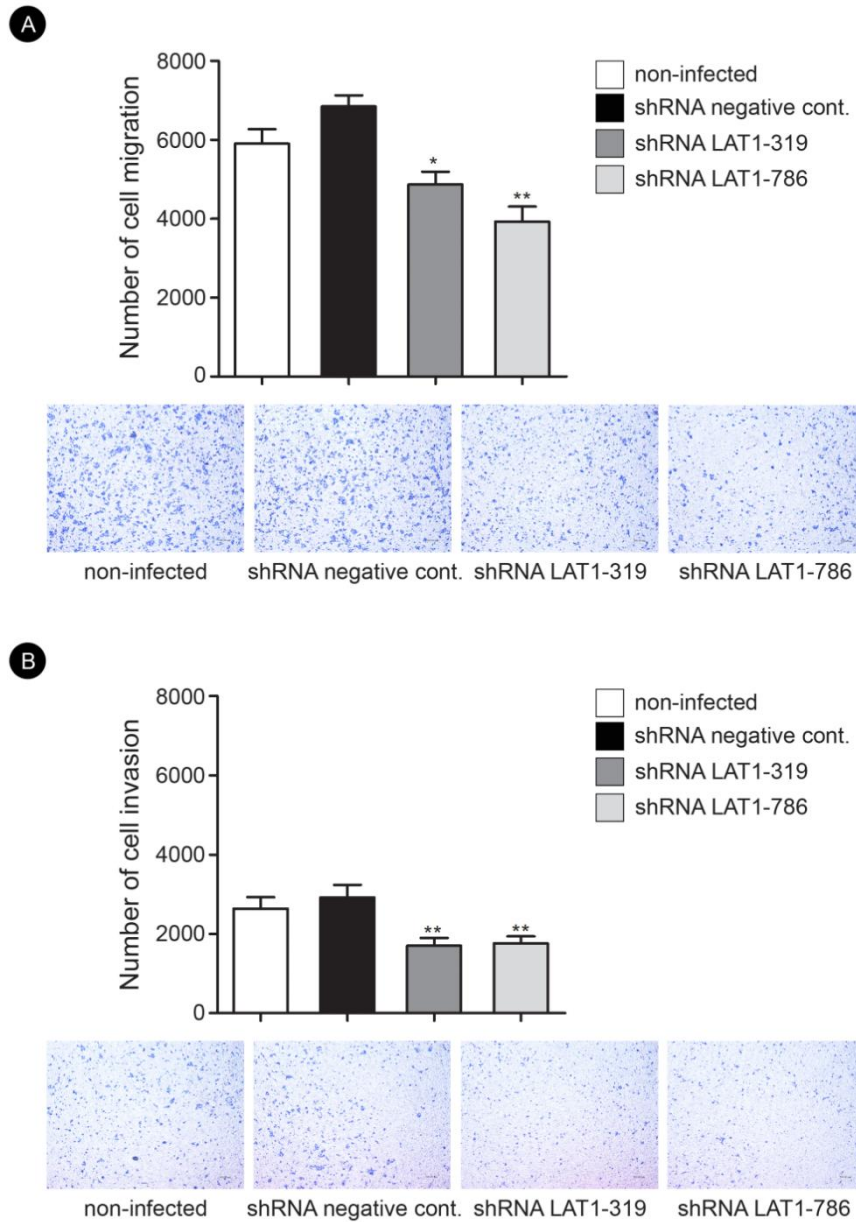 A
Number of cell migration
8000
6000
4000
2000
0
*
**
non-infected
shRNA negative cont.
shRNA LAT1-319
shRNA LAT1-786
non-infected
shRNA negative cont.
shRNA LAT1-319
shRNA LAT1-786
B
Number of cell invasion
8000
6000
4000
2000
0
**
**
non-infected
shRNA negative cont.
shRNA LAT1-319
shRNA LAT1-786
non-infected
shRNA negative cont.
shRNA LAT1-319
shRNA LAT1-786